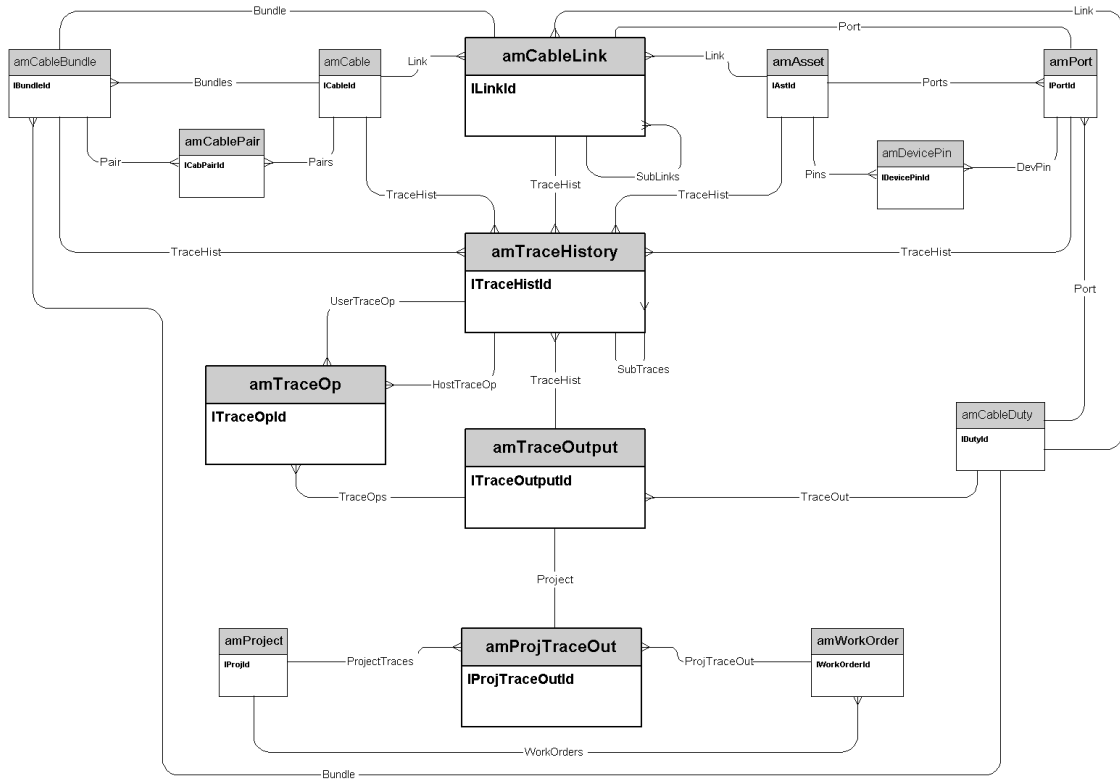 Bundle
Link
Port
amCableBundle
lBundleId
Bundles
amCable
lCableId
Link
amCableLink
lLinkId
Link
amAsset
lAstId
Ports
amPort
lPortId
Pair
amCablePair
lCabPairId
Pairs
SubLinks
Pins
amDevicePin
lDevicePinId
DevPin
TraceHist
TraceHist
TraceHist
TraceHist
amTraceHistory
lTraceHistId
TraceHist
UserTraceOp
Port
SubTraces
amTraceOp
lTraceOpId
HostTraceOp
TraceHist
amCableDuty
lDutyId
amTraceOutput
lTraceOutputId
TraceOps
TraceOut
Project
amProject
lProjId
ProjectTraces
amProjTraceOut
lProjTraceOutId
ProjTraceOut
amWorkOrder
lWorkOrderId
WorkOrders
Bundle